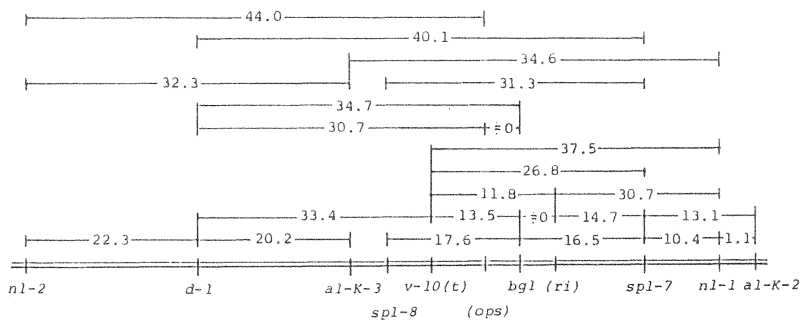 44.0
40.1
34.6
32.3 31.3
34.7
30.7 ≒0
37.5
26.8
11.8 30.7
33.4 13.5 ≒0 14.7 13.1
22.3 20.2 17.6 16.5 10.4 1.1
nl-2 d-1 al-K-3 v-10(t) bgl (ri) spl-7 nl-1 al-K-2
spl-8 (ops)